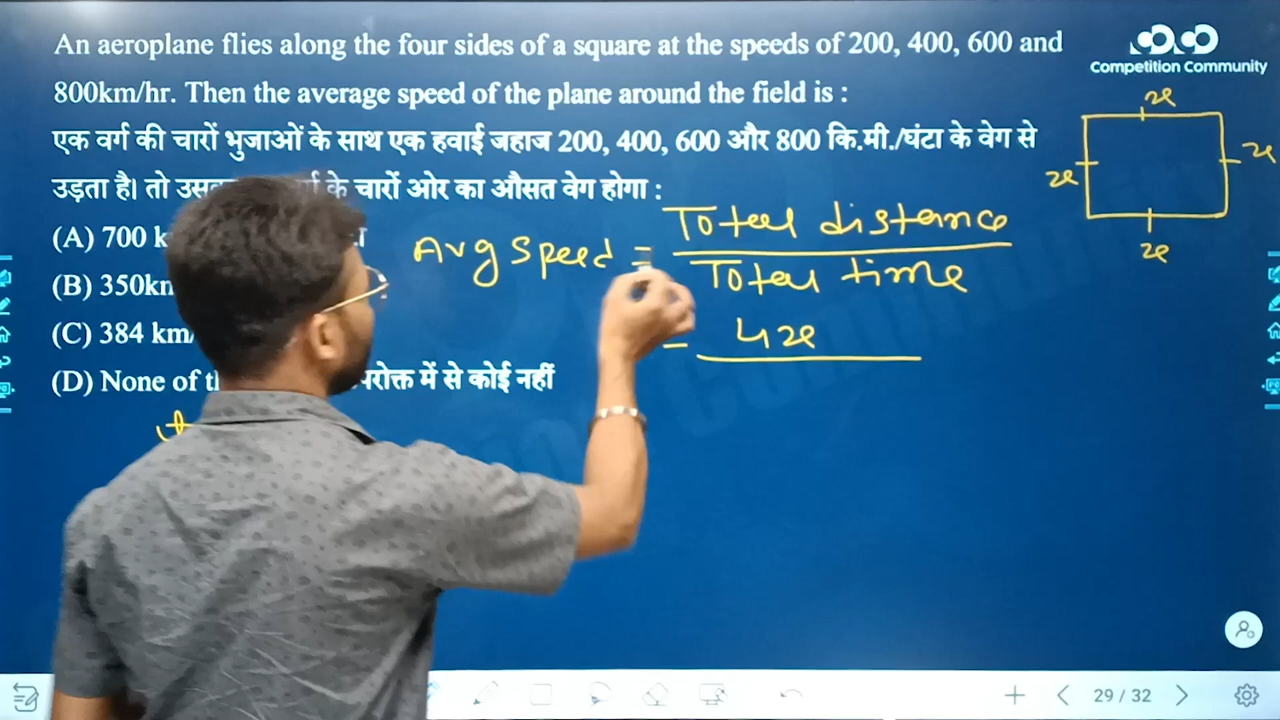 An aeroplane flies along the four sides of a square at the speeds of 200, 400, 600 and
800km/hr. Then the average speed of the plane around the field is :
एक वर्ग की चारों भुजाओं के साथ एक हवाई जहाज 200, 400, 600 और 800 कि.मी./घंटा के वेग से
उड़ता है। तो के चारों ओर का औसत वेग होगा :
(A) 700
(B) 350
(C) 384 km/
(D) None of में से कोई नहीं
Avg speed = Total distance
Total time
= 4x
x
x
x
x
Competition Community
29 / 32